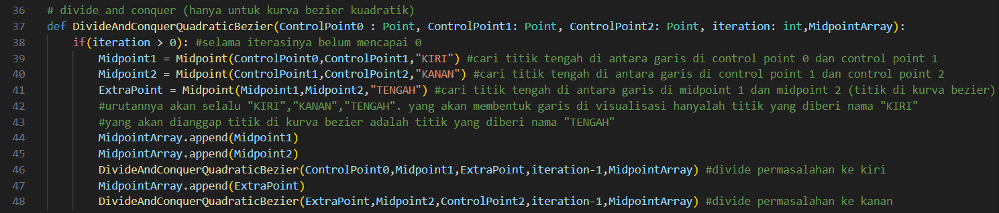 36 # divide and conquer (hanya untuk kurva bezier kuadratik)
37 def DivideAndConquerQuadraticBezier(ControlPoint0 : Point, ControlPoint1: Point, ControlPoint2: Point, iteration: int,MidpointArray):
38     if(iteration > 0): #selama iterasinya belum mencapai 0
39         Midpoint1 = Midpoint(ControlPoint0,ControlPoint1,"KIRI") #cari titik tengah di antara garis di control point 0 dan control point 1
40         Midpoint2 = Midpoint(ControlPoint1,ControlPoint2,"KANAN") #cari titik tengah di antara garis di control point 1 dan control point 2
41         ExtraPoint = Midpoint(Midpoint1,Midpoint2,"TENGAH") #cari titik tengah di antara garis di midpoint 1 dan midpoint 2 (titik di kurva bezier)
42         #urutannya akan selalu "KIRI","KANAN","TENGAH". yang akan membentuk garis di visualisasi hanyalah titik yang diberi nama "KIRI"
43         #yang akan dianggap titik di kurva bezier adalah titik yang diberi nama "TENGAH"
44         MidpointArray.append(Midpoint1)
45         MidpointArray.append(Midpoint2)
46         DivideAndConquerQuadraticBezier(ControlPoint0,Midpoint1,ExtraPoint,iteration-1,MidpointArray) #divide permasalahan ke kiri
47         MidpointArray.append(ExtraPoint)
48         DivideAndConquerQuadraticBezier(ExtraPoint,Midpoint2,ControlPoint2,iteration-1,MidpointArray) #divide permasalahan ke kanan